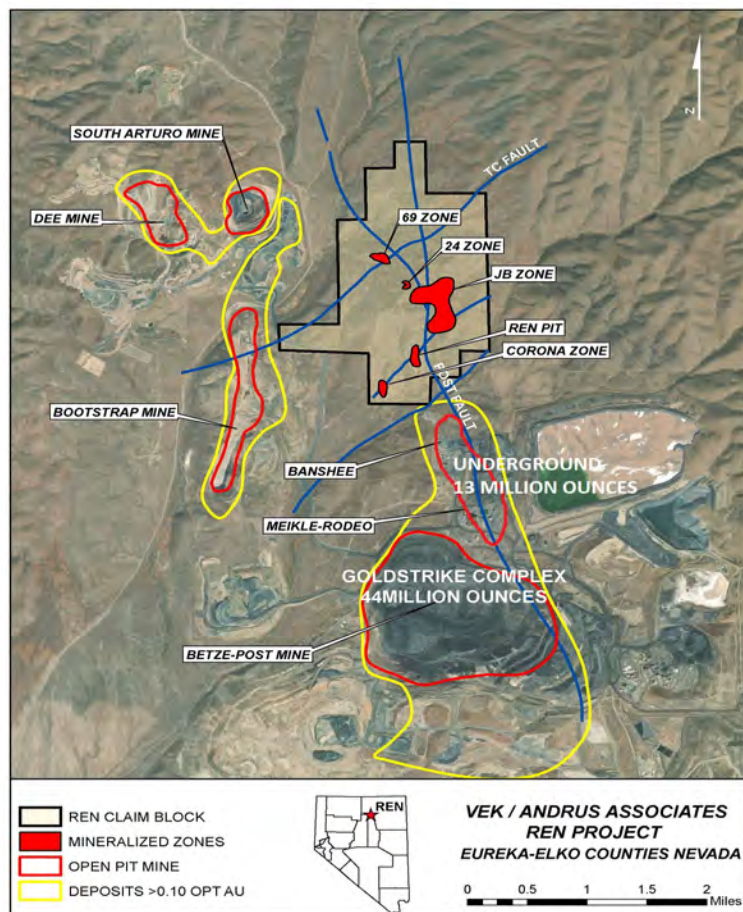 Z
SOUTH ARTURO MINE
TC FAULT
DEE MINE
69 ZONE
24 ZONE
JB ZONE
REN PIT
CORONA ZONE
POST FAULT
BOOTSTRAP MINE
BANSHEE
UNDERGROUND
13 MILLION OUNCES
MEIKLE-RODEO
GOLDSTRIKE COMPLEX
44MILLION OUNCES
BETZE-POST MINE
REN CLAIM BLOCK
MINERALIZED ZONES
OPEN PIT MINE
DEPOSITS >0.10 OPT AU
REN
VEK / ANDRUS ASSOCIATES
REN PROJECT
EUREKA-ELKO COUNTIES NEVADA
0 0.5 1 1.5 2
Miles